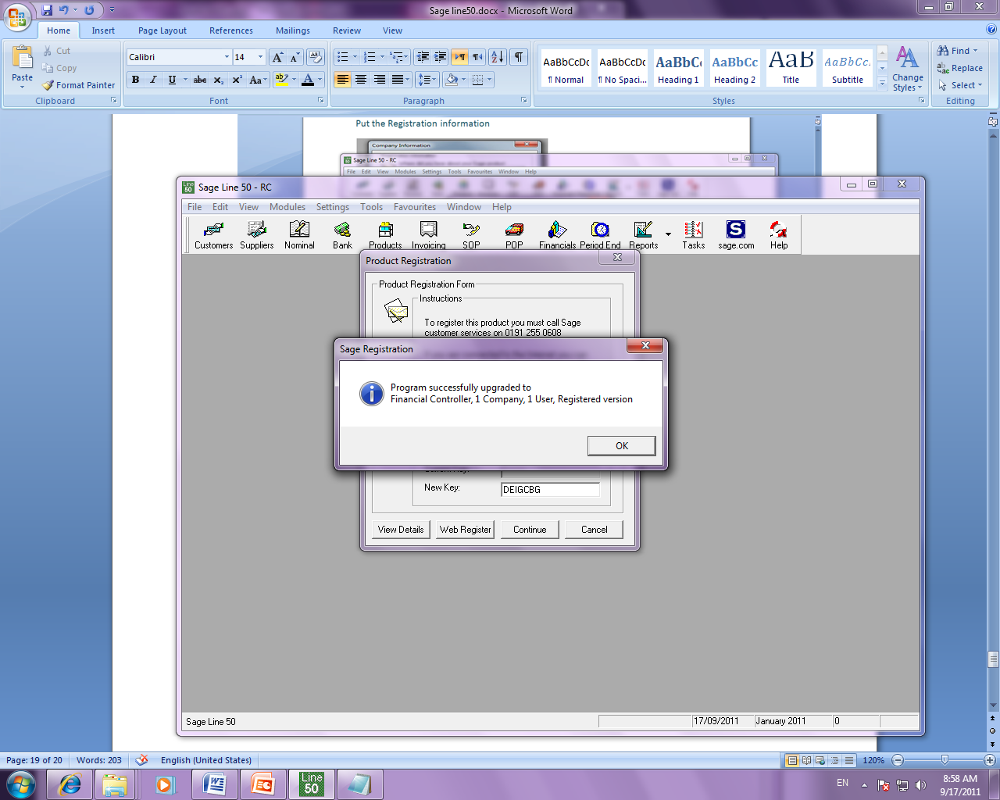 Sage line50.docx - Microsoft Word
Home Insert Page Layout References Mailings Review View
Paste
Cut
Copy
Format Painter
Clipboard
Calibri 14
Font
Paragraph
AaBbCcDc AaBbCcDc AaBbC AaBbCc AaB AaBbCc.
¶ Normal ¶ No Spaci... Heading 1 Heading 2 Title Subtitle
Change
Styles
Styles
Find
Replace
Select
Editing
Put the Registration information
Company Information
Sage Line 50 - RC
File Edit View Modules Settings Tools Favourites Window Help
Line
50
Sage Line 50 - RC
File Edit View Modules Settings Tools Favourites Window Help
Customers Suppliers Nominal Bank Products Invoicing SOP POP Financials Period End Reports Tasks sage.com Help
Product Registration
Product Registration Form
Instructions
To register this product you must call Sage
customer services on 0191 255 0608
Sage Registration
Program successfully upgraded to
Financial Controller, 1 Company, 1 User, Registered version
OK
New Key: DEIGCBG
View Details Web Register Continue Cancel
Sage Line 50 17/09/2011 January 2011 0
Page: 19 of 20 Words: 203 English (United States) 120%
Line
50
EN
8:58 AM
9/17/2011